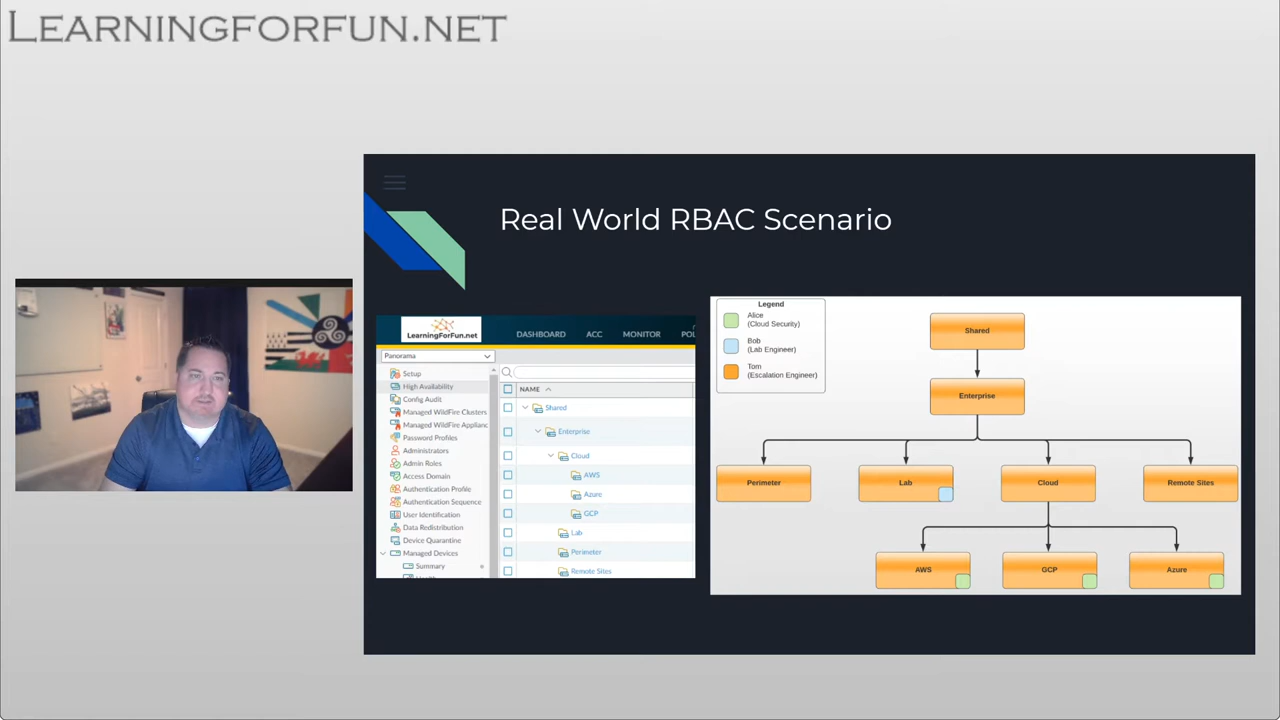 LEARNINGFORFUN.NET
Real World RBAC Scenario
LearningForFun.net
DASHBOARD
ACC
MONITOR
Panorama
Setup
High Availability
Config Audit
Managed WildFire Clusters
Managed WildFire Applianc
Password Profiles
Administrators
Admin Roles
Access Domain
Authentication Profile
Authentication Sequence
User Identification
Data Redistribution
Device Quarantine
Managed Devices
Summary
NAME
Shared
Enterprise
Cloud
AWS
Azure
GCP
Lab
Perimeter
Remote Sites
Legend
Alice
(Cloud Security)
Bob
(Lab Engineer)
Tom
(Escalation Engineer)
Shared
Enterprise
Perimeter
Lab
Cloud
Remote Sites
AWS
GCP
Azure